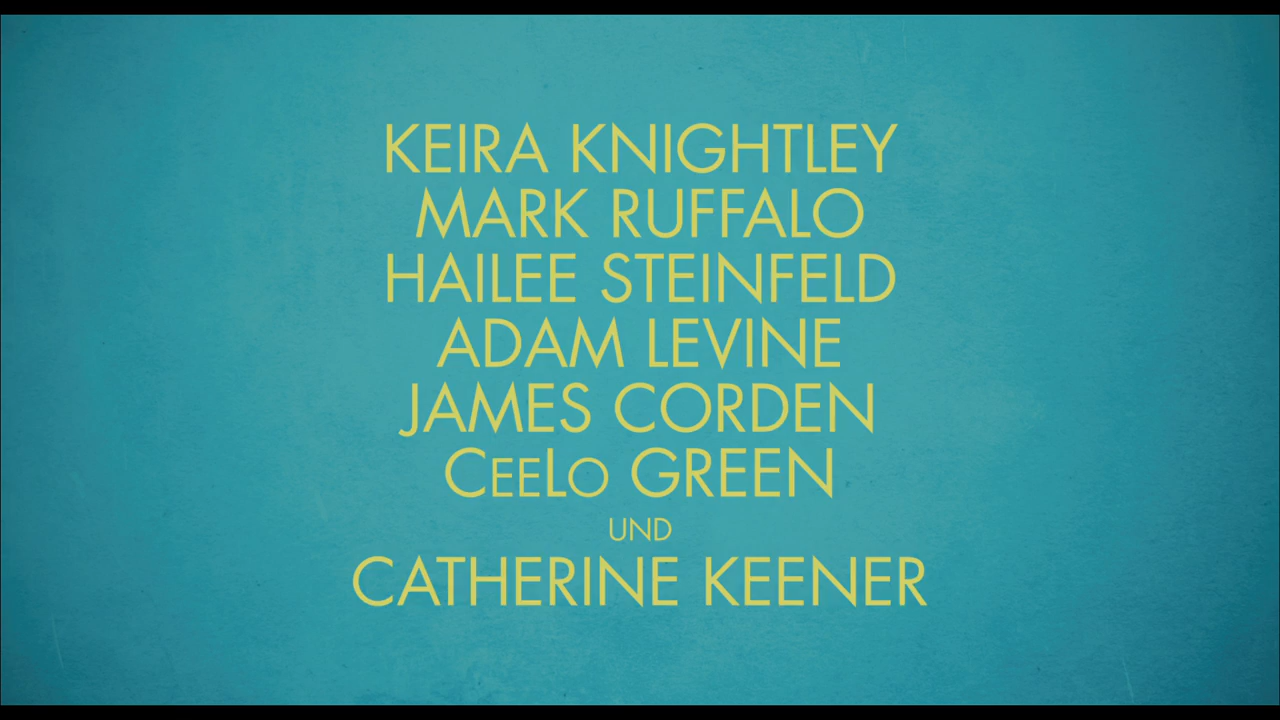 KEIRA KNIGHTLEY
MARK RUFFALO
HAILEE STEINFELD
ADAM LEVINE
JAMES CORDEN
CEELO GREEN
UND
CATHERINE KEENER